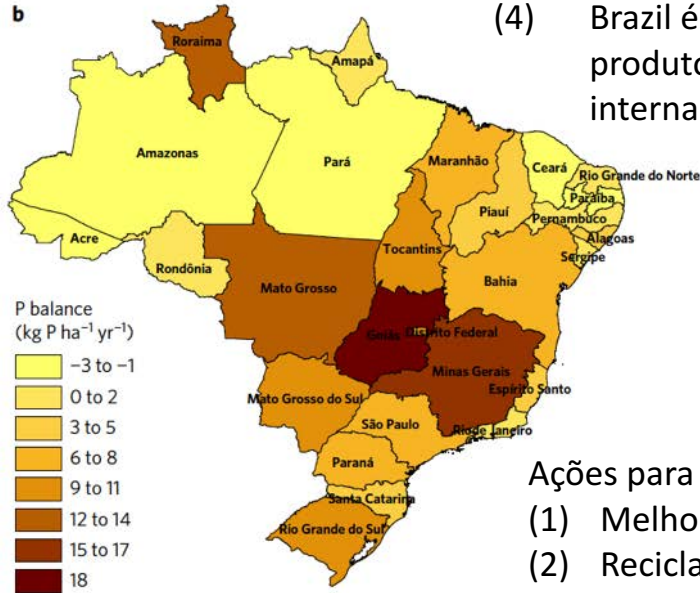 b
(4) Brazil é
produto
interna
Roraima
Amapá
Amazonas
Pará
Maranhão
Ceará
Rio Grande do Norte
Paraíba
Piauí
Pernambuco
Acre
Rondônia
Tocantins
Alagoas
Sergipe
Mato Grosso
Bahia
Goiás
Distrito Federal
Minas Gerais
Espírito Santo
Mato Grosso do Sul
São Paulo
Rio de Janeiro
Paraná
Santa Catarina
Rio Grande do Sul
P balance
(kg P ha⁻¹ yr⁻¹)
−3 to −1
0 to 2
3 to 5
6 to 8
9 to 11
12 to 14
15 to 17
18
Ações para
(1) Melho
(2) Recicla